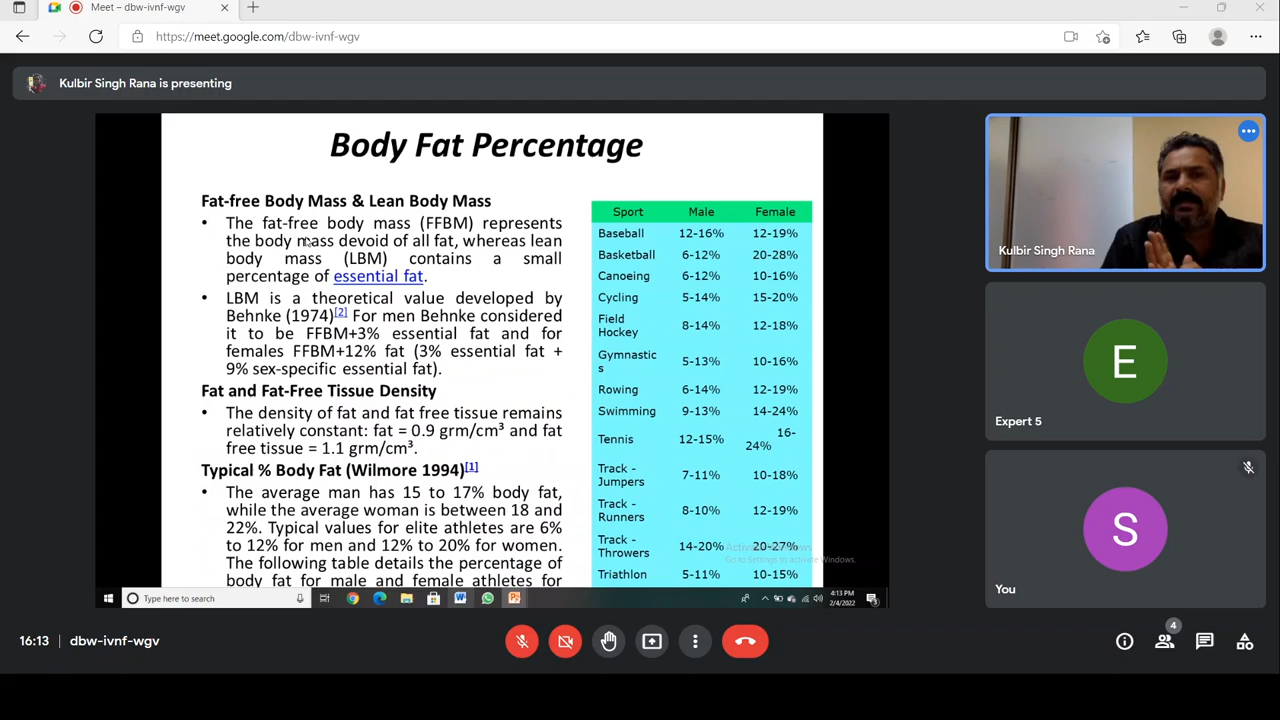 Meet – dbw-ivnf-wgv
https://meet.google.com/dbw-ivnf-wgv
Kulbir Singh Rana is presenting
Body Fat Percentage
Fat-free Body Mass & Lean Body Mass
• The fat-free body mass (FFBM) represents
the body mass devoid of all fat, whereas lean
body mass (LBM) contains a small
percentage of essential fat.
• LBM is a theoretical value developed by
Behnke (1974)[2] For men Behnke considered
it to be FFBM+3% essential fat and for
females FFBM+12% fat (3% essential fat +
9% sex-specific essential fat).
Fat and Fat-Free Tissue Density
• The density of fat and fat free tissue remains
relatively constant: fat = 0.9 grm/cm³ and fat
free tissue = 1.1 grm/cm³.
Typical % Body Fat (Wilmore 1994)[1]
• The average man has 15 to 17% body fat,
while the average woman is between 18 and
22%. Typical values for elite athletes are 6%
to 12% for men and 12% to 20% for women.
The following table details the percentage of
body fat for male and female athletes for
Sport Male Female
Baseball 12-16% 12-19%
Basketball 6-12% 20-28%
Canoeing 6-12% 10-16%
Cycling 5-14% 15-20%
Field
Hockey 8-14% 12-18%
Gymnastic
s 5-13% 10-16%
Rowing 6-14% 12-19%
Swimming 9-13% 14-24%
Tennis 12-15% 16-
24%
Track -
Jumpers 7-11% 10-18%
Track -
Runners 8-10% 12-19%
Track -
Throwers 14-20% 20-27%
Triathlon 5-11% 10-15%
Activate Windows
Go to Settings to activate Windows.
Type here to search
4:13 PM
2/4/2022
Kulbir Singh Rana
E
Expert 5
S
You
16:13 | dbw-ivnf-wgv
4